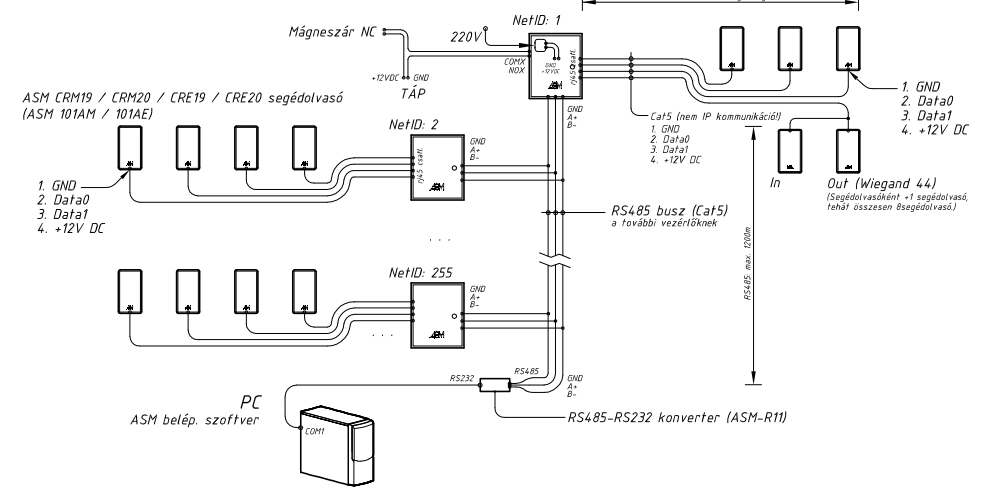 NetID: 1
Mágneszár NC
220V
COMX
NOX
GND
+12VDC
rj45 csatl.
ASM
+12VDC
GND
TÁP
GND
A+
B-
Cat5 (nem IP kommunikáció!)
1. GND
2. Data0
3. Data1
4. +12V DC
1. GND
2. Data0
3. Data1
4. +12V DC
In
Out (Wiegand 44)
(Segédolvasóként +1 segédolvasó,
tehát összesen 8segédolvasó.)
ASM CRM19 / CRM20 / CRE19 / CRE20 segédolvasó
(ASM 101AM / 101AE)
NetID: 2
rj45 csatl.
ASM
GND
A+
B-
1. GND
2. Data0
3. Data1
4. +12V DC
RS485 busz (Cat5)
a további vezérlőknek
RS485: max. 1200m
. . .
NetID: 255
ASM
GND
A+
B-
. . .
RS232
RS485
GND
A+
B-
RS485-RS232 konverter (ASM-R11)
PC
ASM belép. szoftver
COM1